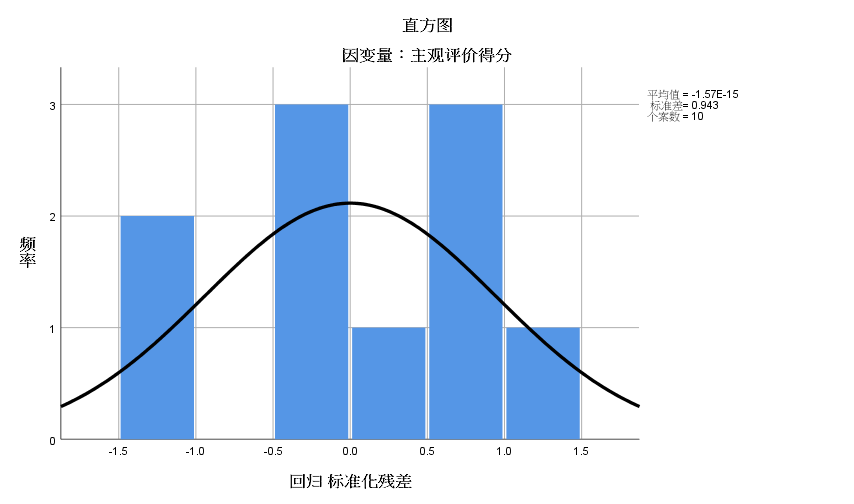 直方图
因变量：主观评价得分
平均值 = -1.57E-15
标准差= 0.943
个案数 = 10
频率
3
2
1
0
-1.5 -1.0 -0.5 0.0 0.5 1.0 1.5
回归 标准化残差